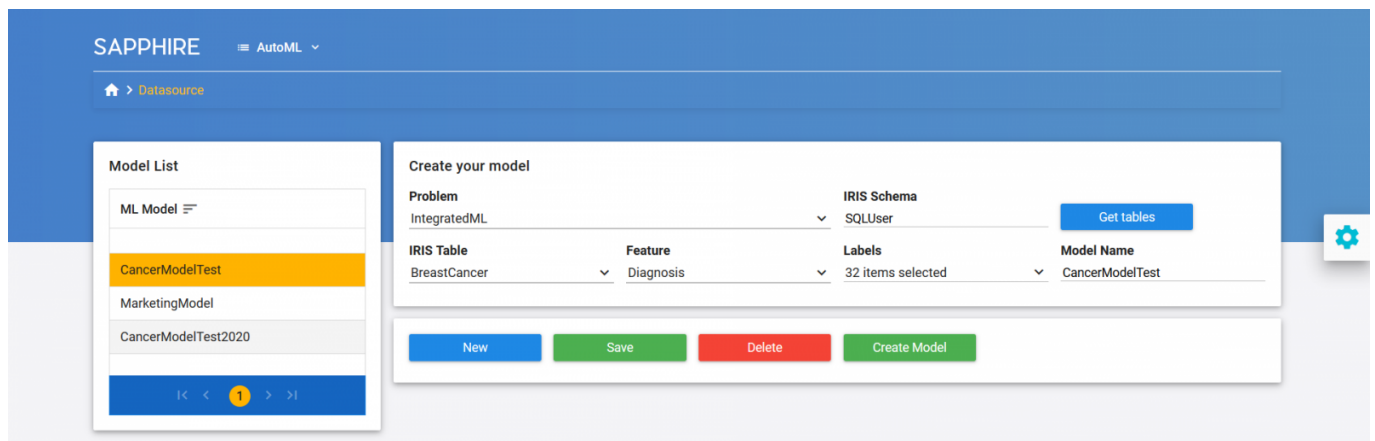 SAPPHIRE AutoML
Datasource
Model List
ML Model
CancerModelTest
MarketingModel
CancerModelTest2020
1
Create your model
Problem IRIS Schema
IntegratedML SQLUser Get tables
IRIS Table Feature Labels Model Name
BreastCancer Diagnosis 32 items selected CancerModelTest
New Save Delete Create Model